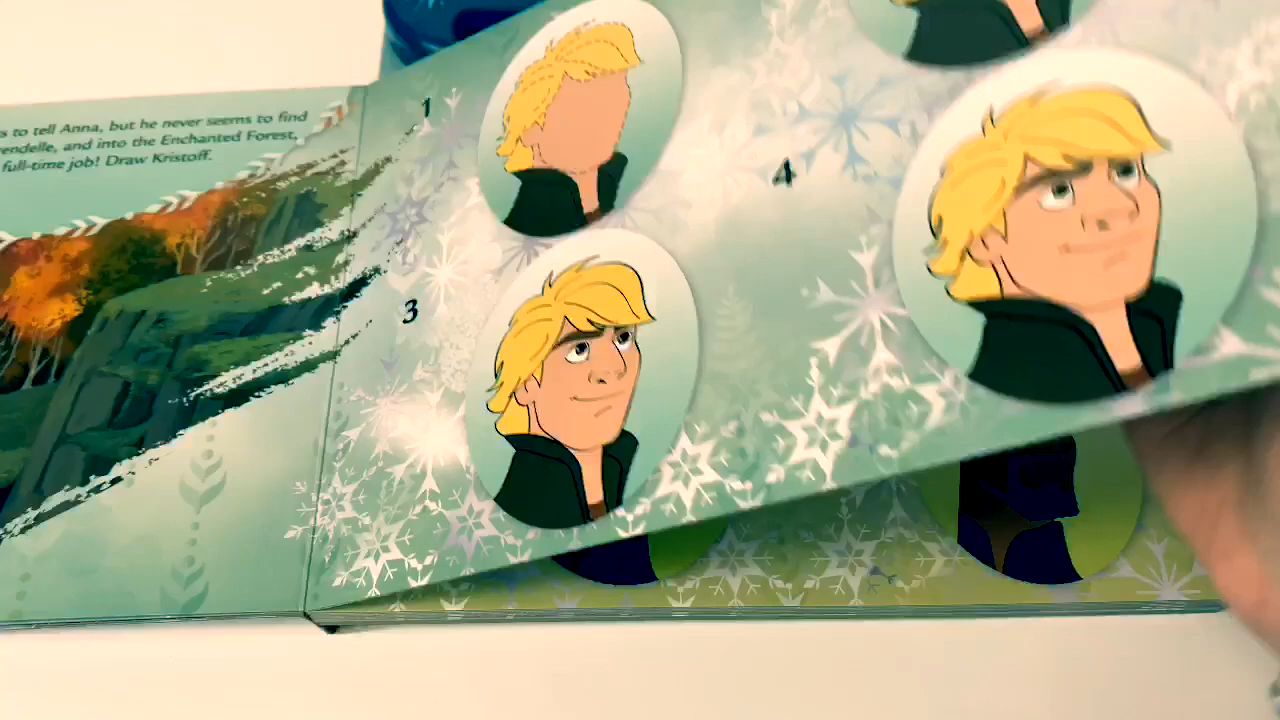 s to tell Anna, but he never seems to find
endelle, and into the Enchanted Forest,
full-time job! Draw Kristoff.
1
3
4